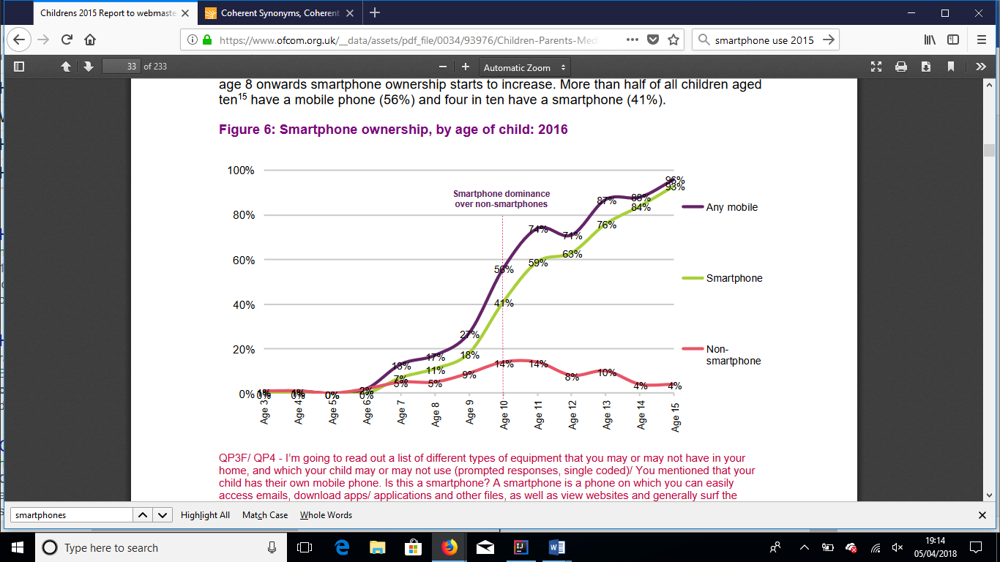 Childrens 2015 Report to webmaste
Coherent Synonyms, Coherent
https://www.ofcom.org.uk/__data/assets/pdf_file/0034/93976/Children-Parents-Med
smartphone use 2015
33 of 233
Automatic Zoom
age 8 onwards smartphone ownership starts to increase. More than half of all children aged
ten15 have a mobile phone (56%) and four in ten have a smartphone (41%).
Figure 6: Smartphone ownership, by age of child: 2016
100%
80%
60%
40%
20%
0%
Smartphone dominance
over non-smartphones
1% 1% 0% 2% 13% 17% 27% 56% 74% 71% 87% 88% 96%
0% 0% 0% 0% 7% 11% 18% 41% 59% 63% 76% 84% 93%
5% 5% 9% 14% 14% 8% 10% 4% 4%
Age 3
Age 4
Age 5
Age 6
Age 7
Age 8
Age 9
Age 10
Age 11
Age 12
Age 13
Age 14
Age 15
Any mobile
Smartphone
Non-
smartphone
QP3F/ QP4 - I’m going to read out a list of different types of equipment that you may or may not have in your
home, and which your child may or may not use (prompted responses, single coded)/ You mentioned that your
child has their own mobile phone. Is this a smartphone? A smartphone is a phone on which you can easily
access emails, download apps/ applications and other files, as well as view websites and generally surf the
smartphones
Highlight All Match Case Whole Words
Type here to search
19:14
05/04/2018